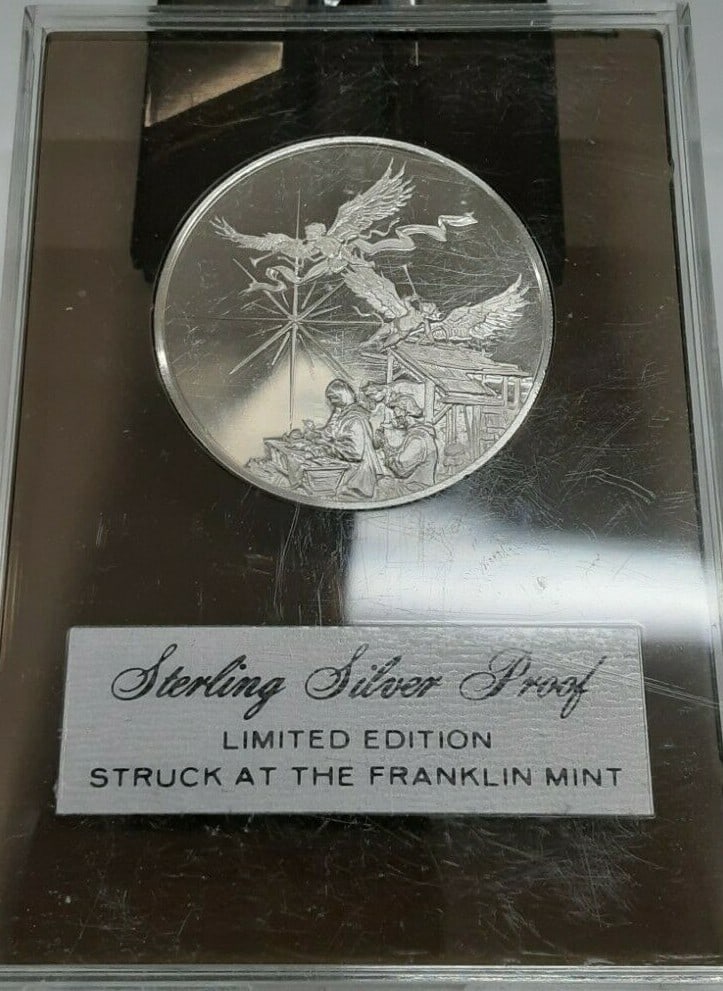 Sterling Silver Proof
LIMITED EDITION
STRUCK AT THE FRANKLIN MINT